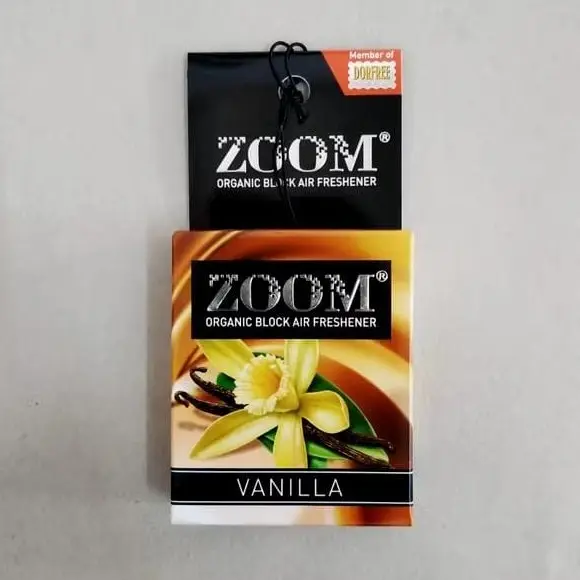 Member of
DORFREE
ZOOM®
ORGANIC BLOCK AIR FRESHENER
ZOOM®
ORGANIC BLOCK AIR FRESHENER
VANILLA